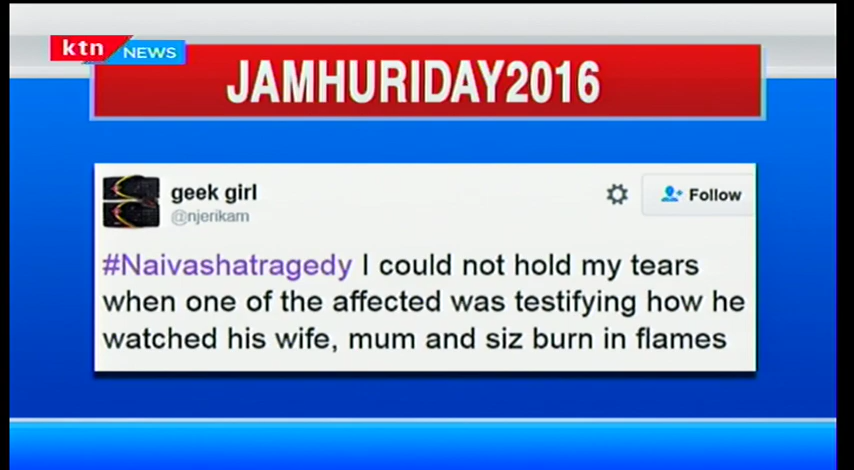 ktn NEWS
JAMHURIDAY2016
geek girl
@njerikam
Follow
#Naivashatragedy I could not hold my tears
when one of the affected was testifying how he
watched his wife, mum and siz burn in flames